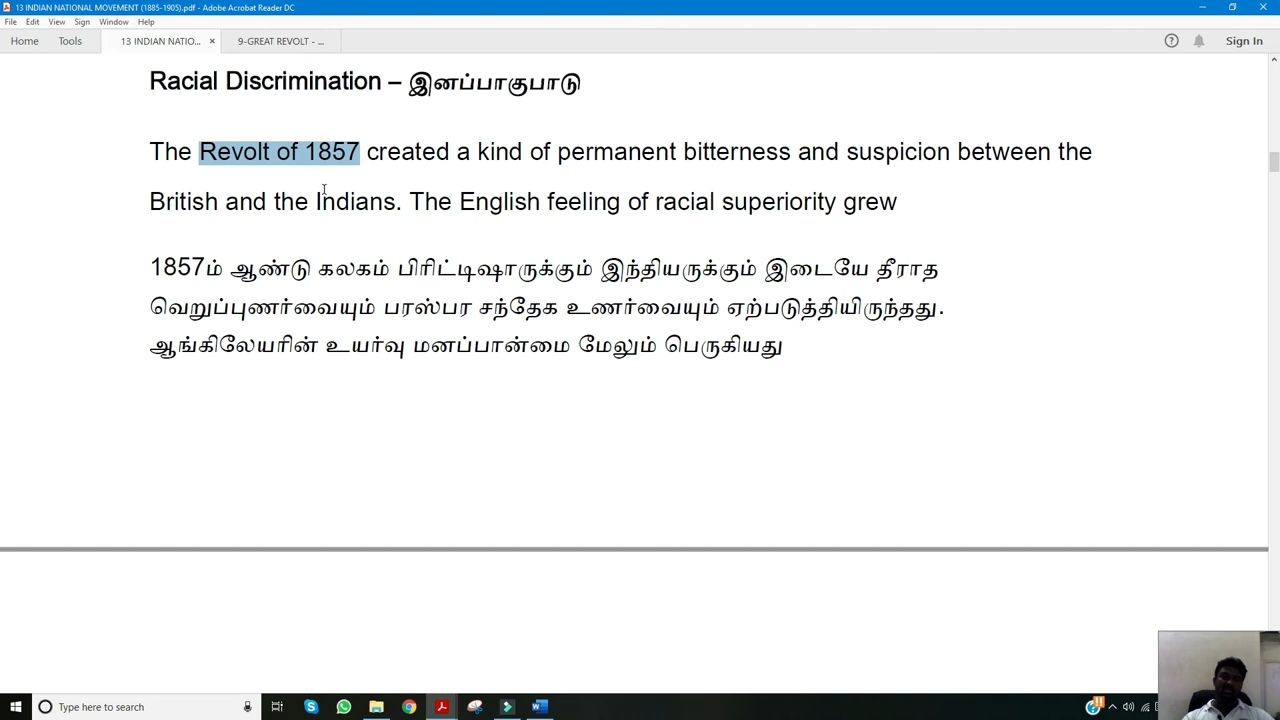 13 INDIAN NATIONAL MOVEMENT (1885-1905).pdf - Adobe Acrobat Reader DC
File Edit View Sign Window Help
Home Tools 13 INDIAN NATIO... × 9-GREAT REVOLT - ... Sign In
Racial Discrimination – இனப்பாகுபாடு
The Revolt of 1857 created a kind of permanent bitterness and suspicion between the
British and the Indians. The English feeling of racial superiority grew
1857ம் ஆண்டு கலகம் பிரிட்டிஷாருக்கும் இந்தியருக்கும் இடையே தீராத
வெறுப்புணர்வையும் பரஸ்பர சந்தேக உணர்வையும் ஏற்படுத்தியிருந்தது.
ஆங்கிலேயரின் உயர்வு மனப்பான்மை மேலும் பெருகியது
Type here to search